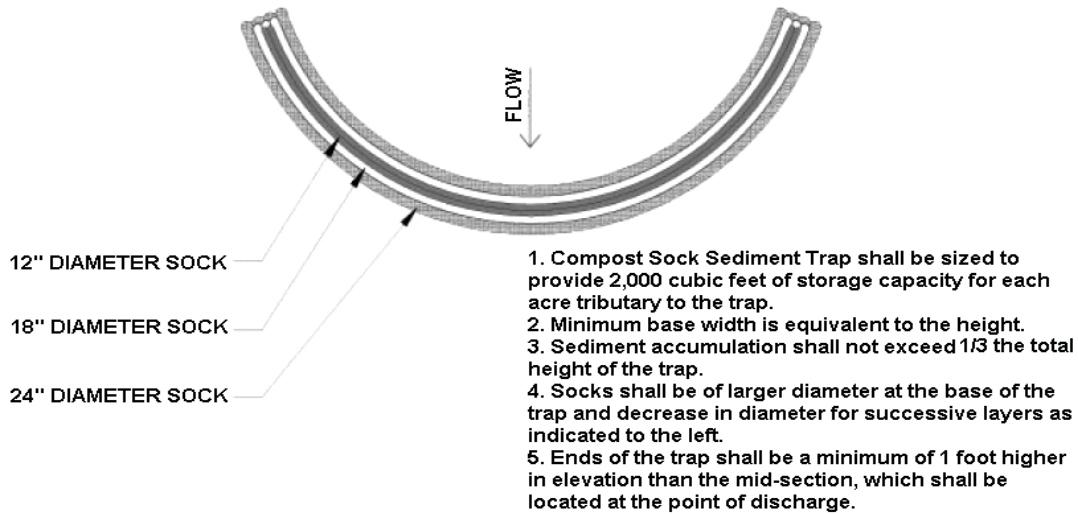 FLOW
12" DIAMETER SOCK
18" DIAMETER SOCK
24" DIAMETER SOCK
1. Compost Sock Sediment Trap shall be sized to
provide 2,000 cubic feet of storage capacity for each
acre tributary to the trap.
2. Minimum base width is equivalent to the height.
3. Sediment accumulation shall not exceed 1/3 the total
height of the trap.
4. Socks shall be of larger diameter at the base of the
trap and decrease in diameter for successive layers as
indicated to the left.
5. Ends of the trap shall be a minimum of 1 foot higher
in elevation than the mid-section, which shall be
located at the point of discharge.